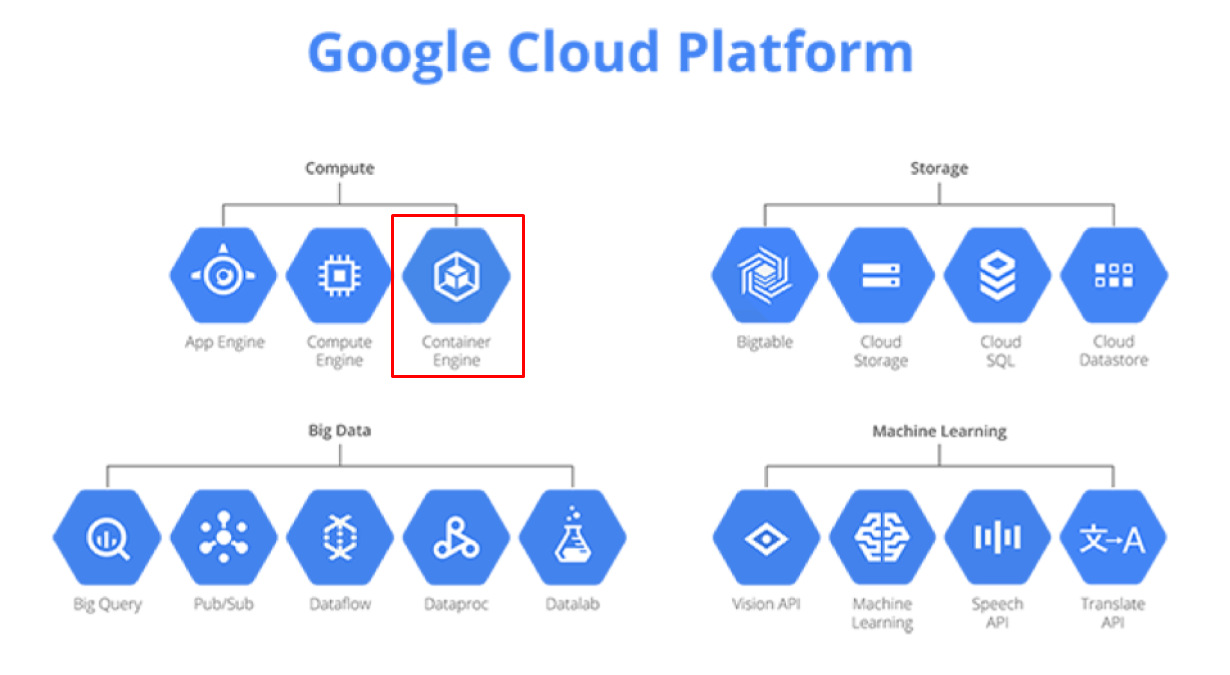 Google Cloud Platform
Compute
App Engine
Compute
Engine
Container
Engine
Storage
Bigtable
Cloud
Storage
Cloud
SQL
Cloud
Datastore
Big Data
Big Query
Pub/Sub
Dataflow
Dataproc
Datalab
Machine Learning
文→A
Vision API
Machine
Learning
Speech
API
Translate
API